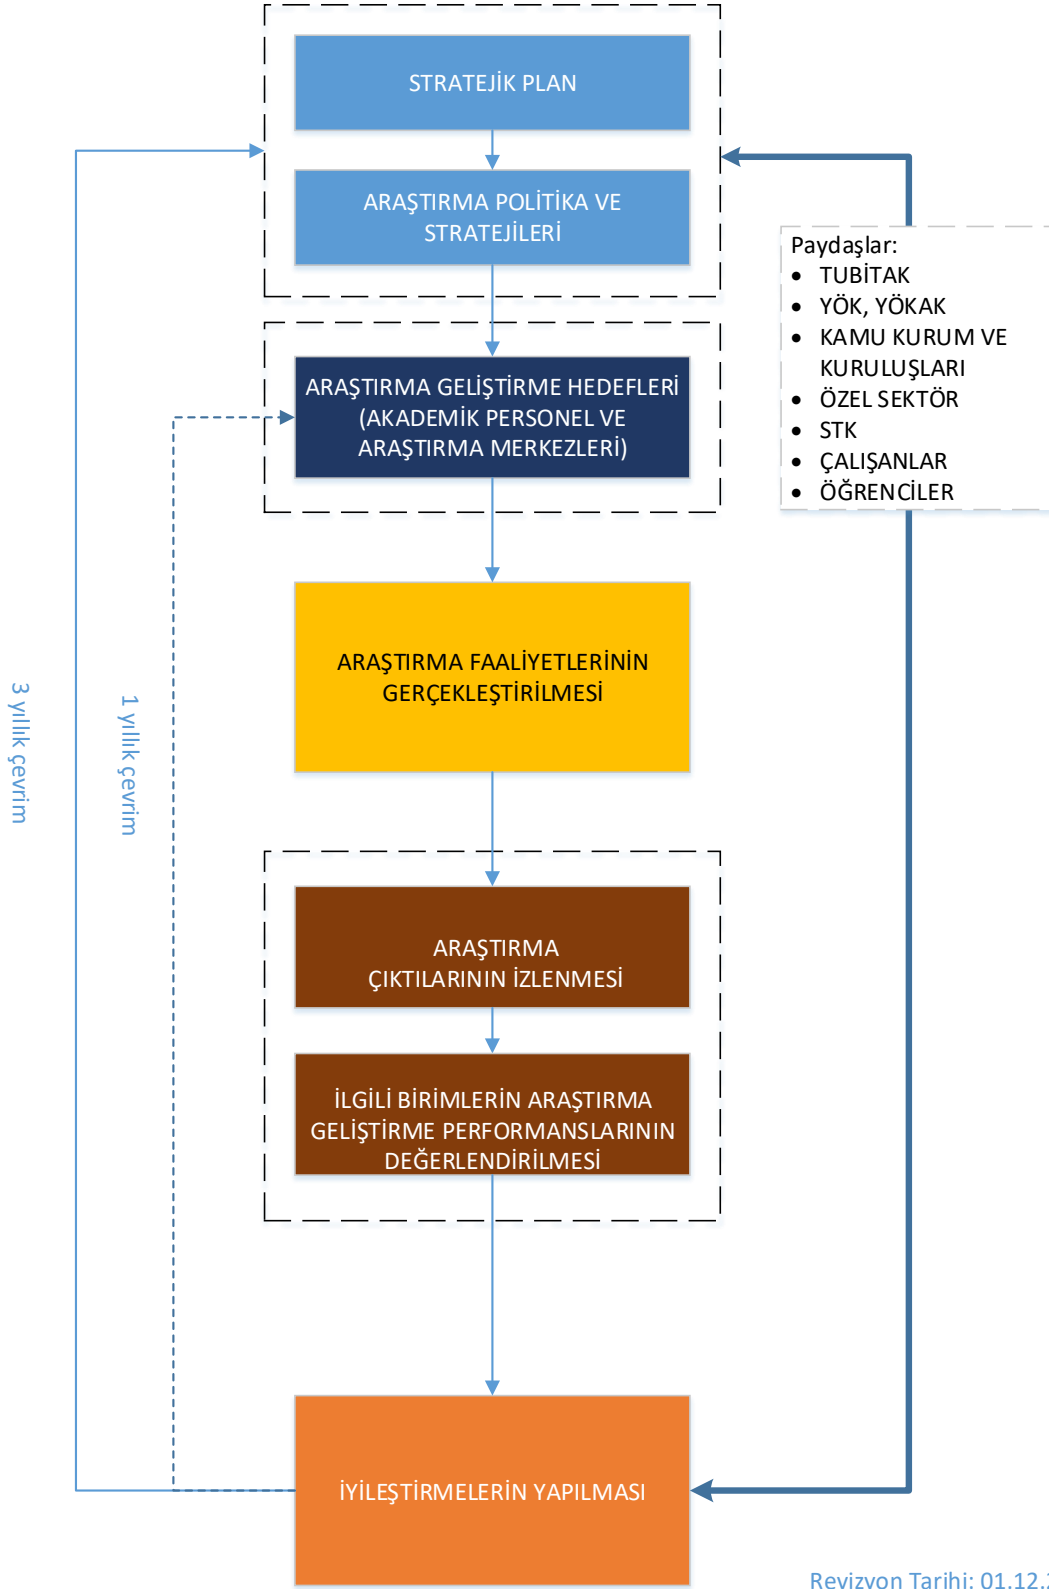 STRATEJİK PLAN
ARAŞTIRMA POLİTİKA VE
STRATEJİLERİ
Paydaşlar:
• TUBİTAK
• YÖK, YÖKAK
• KAMU KURUM VE
KURULUŞLARI
• ÖZEL SEKTÖR
• STK
• ÇALIŞANLAR
• ÖĞRENCİLER
ARAŞTIRMA GELİŞTİRME HEDEFLERİ
(AKADEMİK PERSONEL VE
ARAŞTIRMA MERKEZLERİ)
ARAŞTIRMA FAALİYETLERİNİN
GERÇEKLEŞTİRİLMESİ
3 yıllık çevrim
1 yıllık çevrim
ARAŞTIRMA
ÇIKTILARININ İZLENMESİ
İLGİLİ BİRİMLERİN ARAŞTIRMA
GELİŞTİRME PERFORMANSLARININ
DEĞERLENDİRİLMESİ
İYİLEŞTİRMELERİN YAPILMASI
Revizyon Tarihi: 01.12.